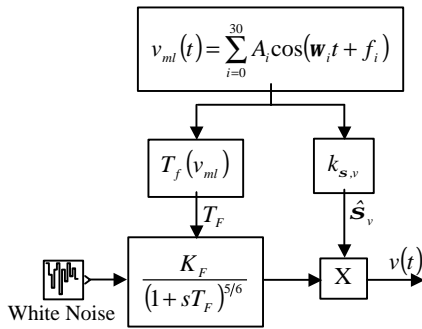 v_{ml}(t) = \sum_{i=0}^{30} A_i cos(w_i t + f_i)
T_f(v_{ml})
k_{s,v}
T_F
\hat{s}_v
\frac{K_F}{(1 + sT_F)^{5/6}}
X
v(t)
White Noise